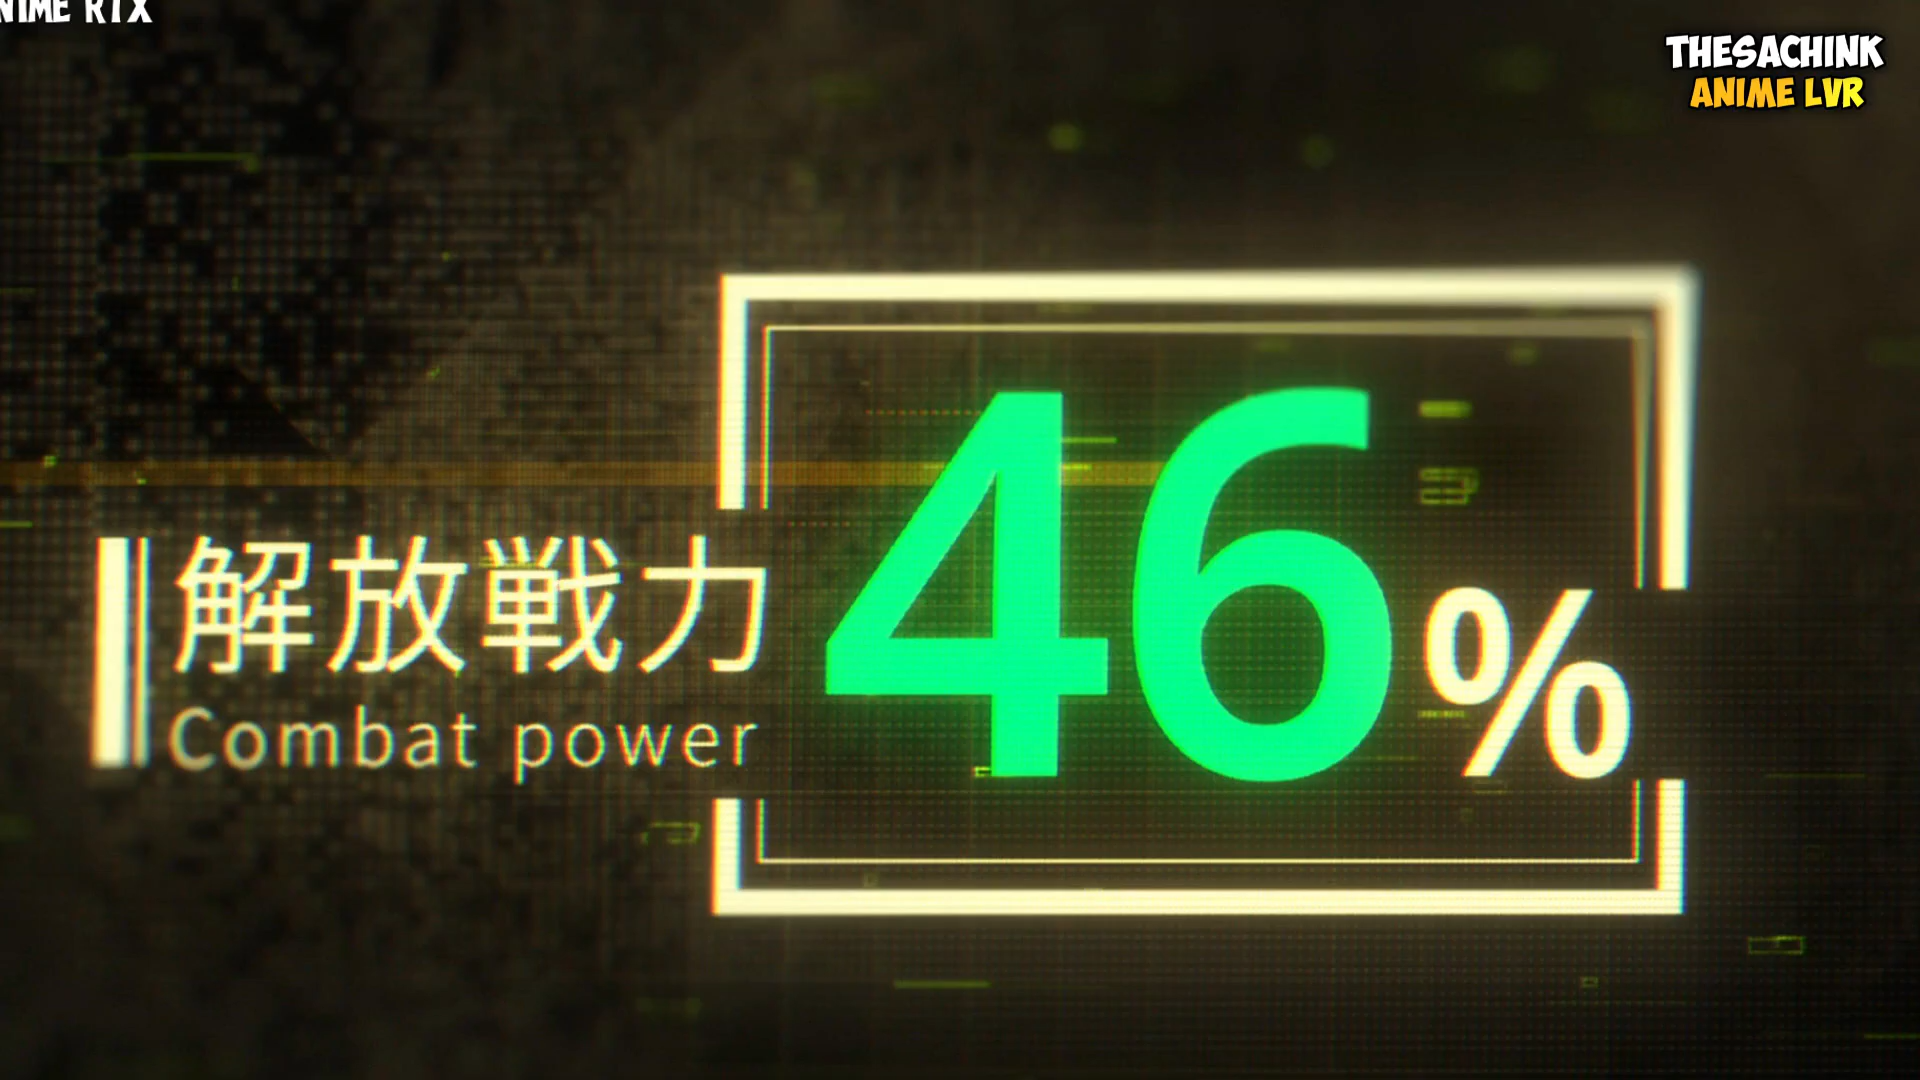 NIME RTX
THESACHINK
ANIME LVR
解放戦力
Combat power
46%